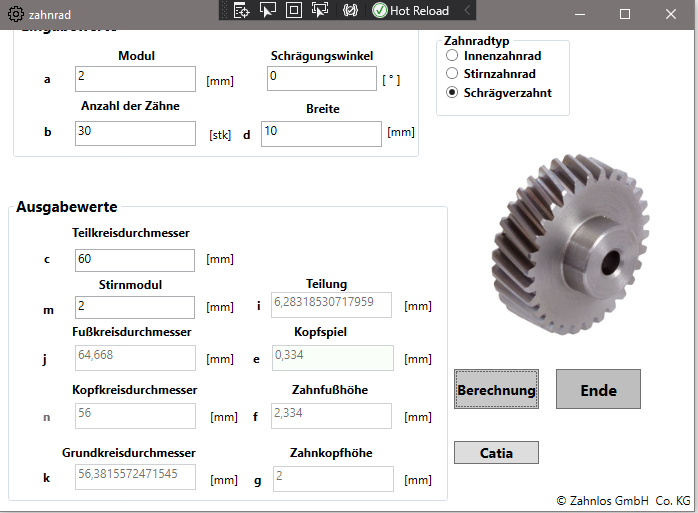 zahnrad
Hot Reload
Eingabewerte
Modul Schrägungswinkel
a 2 [mm] 0 [ ° ]
Anzahl der Zähne Breite
b 30 [stk] d 10 [mm]
Zahnradtyp
Innenzahnrad
Stirnzahnrad
Schrägverzahnt
Ausgabewerte
Teilkreisdurchmesser
c 60 [mm]
Stirnmodul Teilung
m 2 [mm] i 6,28318530717959 [mm]
Fußkreisdurchmesser Kopfspiel
j 64,668 [mm] e 0,334 [mm]
Kopfkreisdurchmesser Zahnfußhöhe
n 56 [mm] f 2,334 [mm]
Grundkreisdurchmesser Zahnkopfhöhe
k 56,3815572471545 [mm] g 2 [mm]
Berechnung Ende
Catia
© Zahnlos GmbH Co. KG